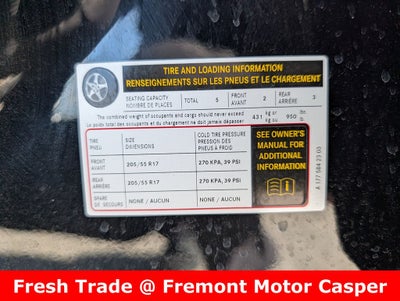 TIRE AND LOADING INFORMATION
RENSEIGNEMENTS SUR LES PNEUS ET LE CHARGEMENT
SEATING CAPACITY
NOMBRE DE PLACES
TOTAL 5
FRONT
AVANT
2
REAR
ARRIÈRE
3
The combined weight of occupants and cargo should never exceed
Le poids total des occupants et du chargement ne doit jamais dépasser
431 kg or
kg ou
950 lbs
lb
TIRE
PNEU
SIZE
DIMENSIONS
COLD TIRE PRESSURE
PRESSION DES
PNEUS À FROID
FRONT
AVANT
205/55 R17
270 KPA, 39 PSI
REAR
ARRIÈRE
205/55 R17
270 KPA, 39 PSI
SPARE
DE SECOURS
NONE / AUCUN
NONE / AUCUN
SEE OWNER'S
MANUAL FOR
ADDITIONAL
INFORMATION
A 177 584 23 03
Fresh Trade @ Fremont Motor Casper